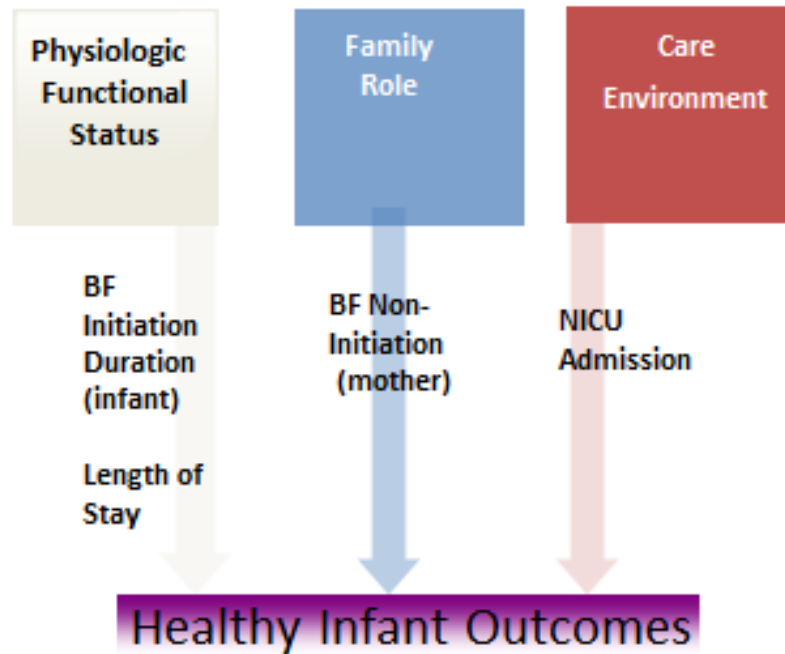 Physiologic
Functional
Status
Family
Role
Care
Environment
BF
Initiation
Duration
(infant)
Length of
Stay
BF Non-
Initiation
(mother)
NICU
Admission
Healthy Infant Outcomes